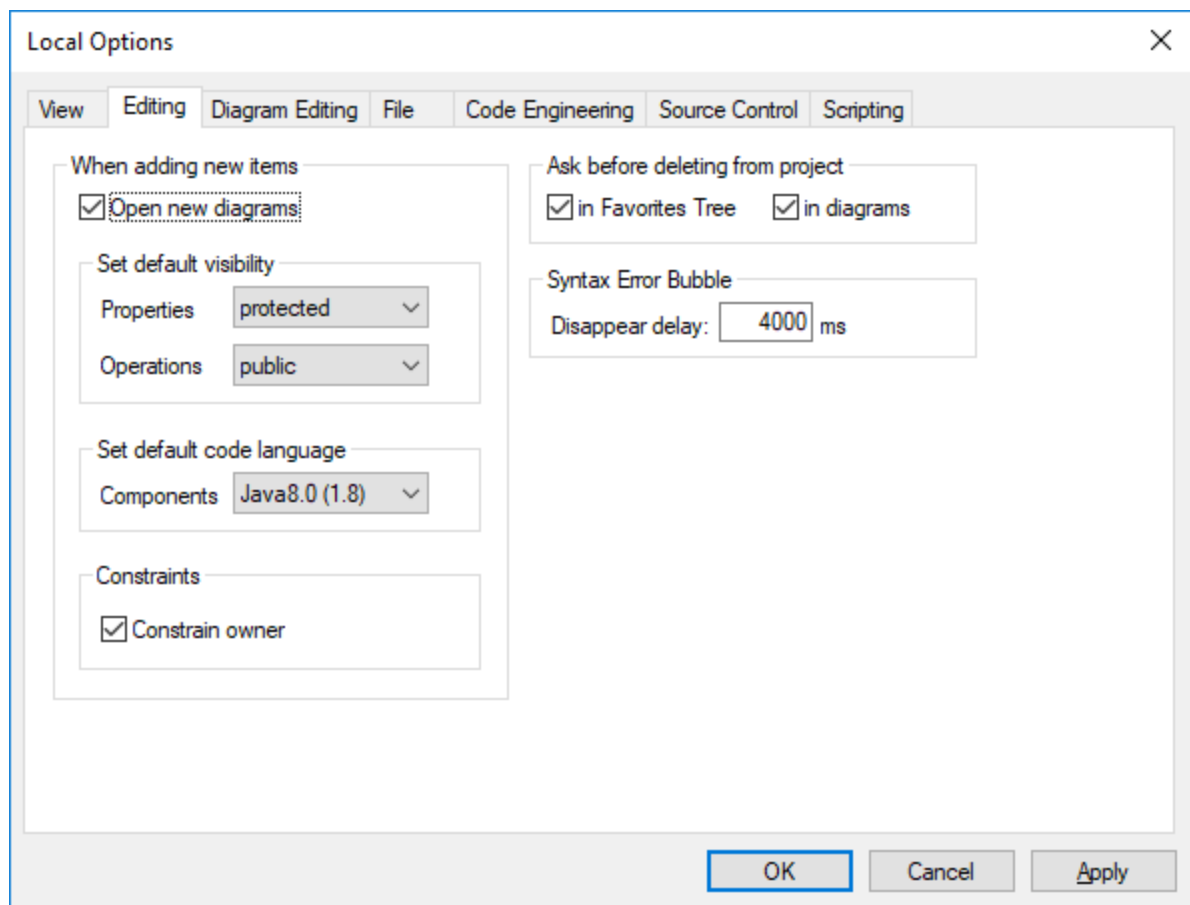 Local Options
View Editing Diagram Editing File Code Engineering Source Control Scripting
When adding new items
Open new diagrams
Set default visibility
Properties protected
Operations public
Set default code language
Components Java8.0 (1.8)
Constraints
Constrain owner
Ask before deleting from project
in Favorites Tree in diagrams
Syntax Error Bubble
Disappear delay: 4000 ms
OK Cancel Apply